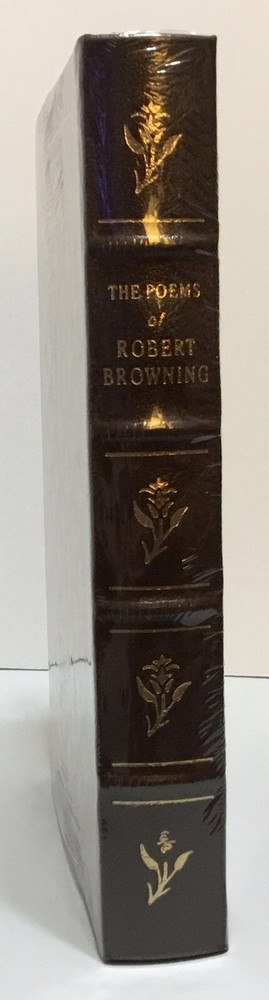 THE POEMS
of
ROBERT
BROWNING